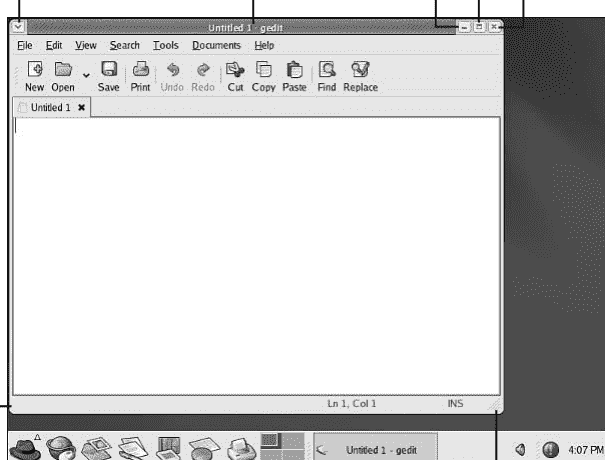 Untitled 1 - gedit
File Edit View Search Tools Documents Help
New Open Save Print Undo Redo Cut Copy Paste Find Replace
Untitled 1
Ln 1, Col 1 INS
Untitled 1 - gedit 4:07 PM